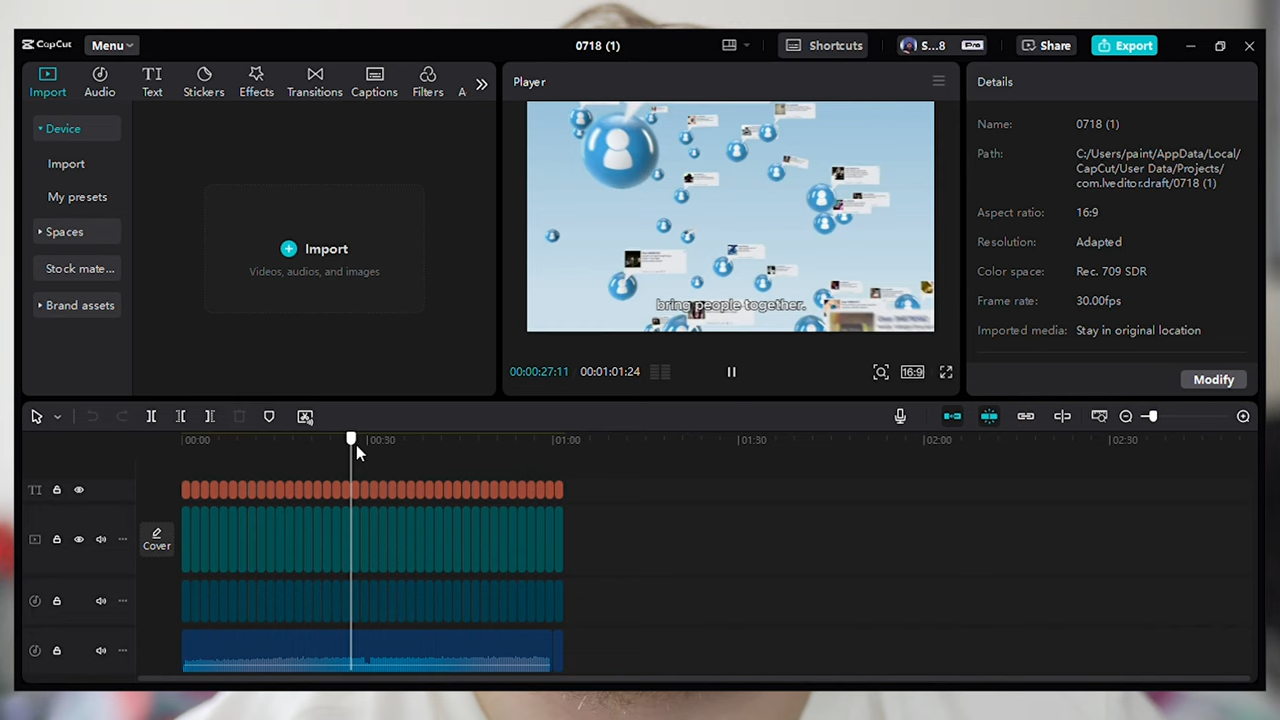 CapCut
Menu
0718 (1)
Shortcuts
S...8
Pro
Share
Export
Import
Audio
Text
Stickers
Effects
Transitions
Captions
Filters
A
Device
Import
My presets
Spaces
Stock mate...
Brand assets
Import
Videos, audios, and images
Player
bring people together.
00:00:27:11
00:01:01:24
16:9
Details
Name:
0718 (1)
Path:
C:/Users/paint/AppData/Local/
CapCut/User Data/Projects/
com.lveditor.draft/0718 (1)
Aspect ratio:
16:9
Resolution:
Adapted
Color space:
Rec. 709 SDR
Frame rate:
30.00fps
Imported media:
Stay in original location
Modify
00:00
00:30
01:00
01:30
02:00
02:30
TI
Cover